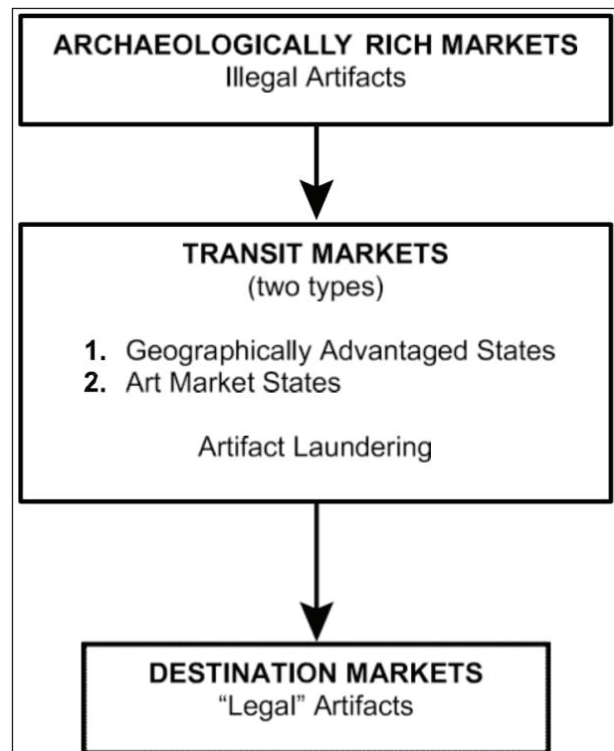 ARCHAEOLOGICALLY RICH MARKETS
Illegal Artifacts
TRANSIT MARKETS
(two types)
1. Geographically Advantaged States
2. Art Market States
Artifact Laundering
DESTINATION MARKETS
“Legal” Artifacts